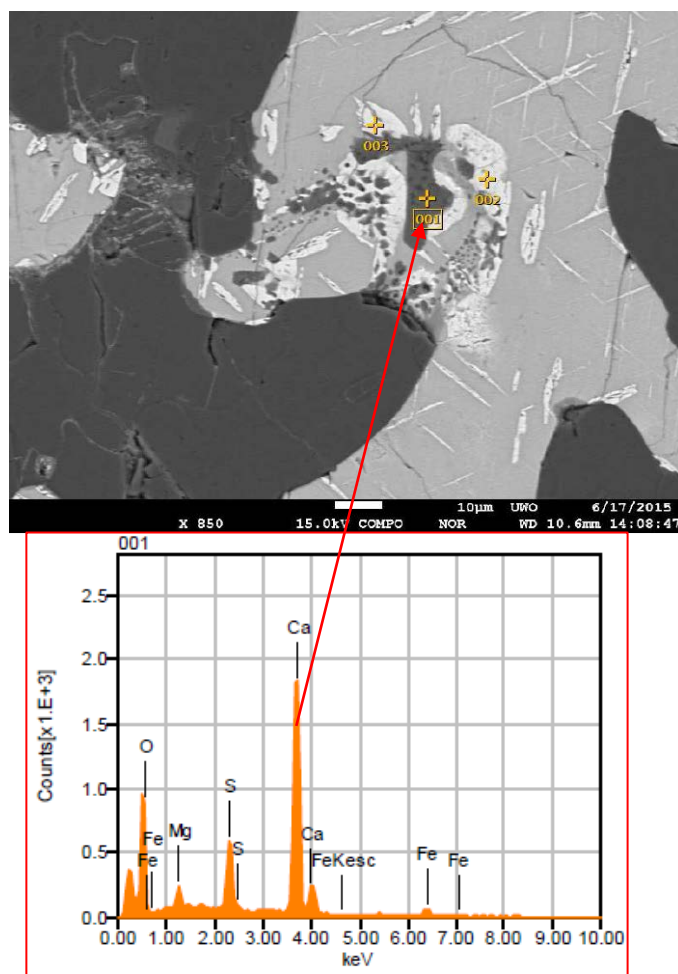 003
002
001
10µm UWO 6/17/2015
X 850 15.0kV COMPO NOR WD 10.6mm 14:08:47
001
Counts[x1.E+3]
2.5
2.0
1.5
1.0
0.5
0.0
O
Fe
Fe
Mg
S
S
Ca
Ca
FeKesc
Fe
Fe
0.00 1.00 2.00 3.00 4.00 5.00 6.00 7.00 8.00 9.00 10.00
keV